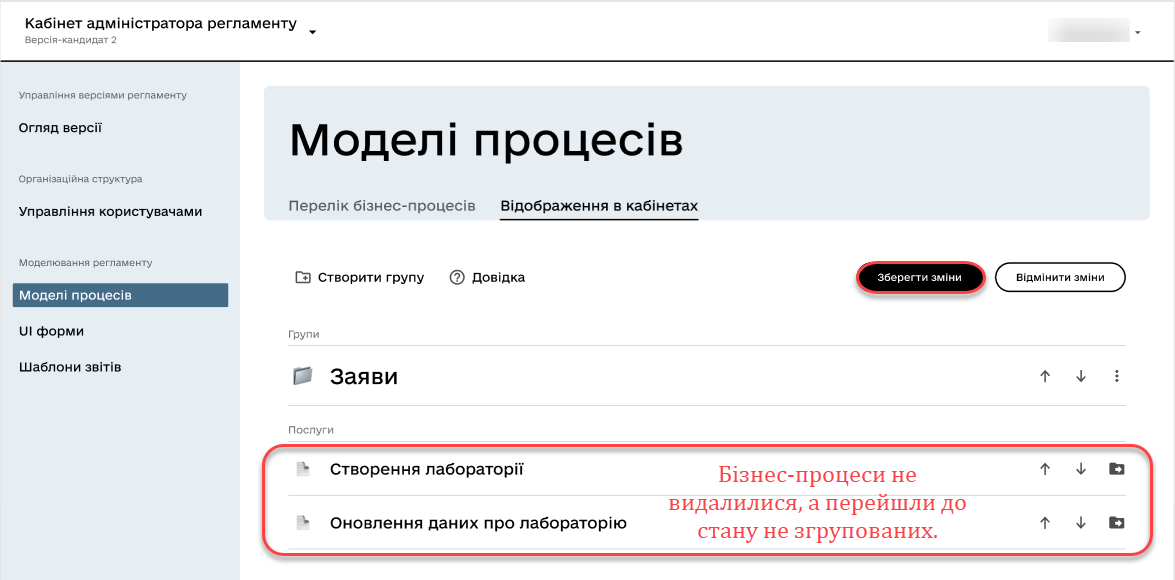 Кабінет адміністратора регламенту
Версія-кандидат 2
Управління версіями регламенту
Огляд версії
Організаційна структура
Управління користувачами
Моделювання регламенту
Моделі процесів
UI форми
Шаблони звітів
Моделі процесів
Перелік бізнес-процесів Відображення в кабінетах
Створити групу Довідка Зберегти зміни Відмінити зміни
Групи
Заяви
Послуги
Створення лабораторії
Оновлення даних про лабораторію
Бізнес-процеси не
видалилися, а перейшли до
стану не згрупованих.